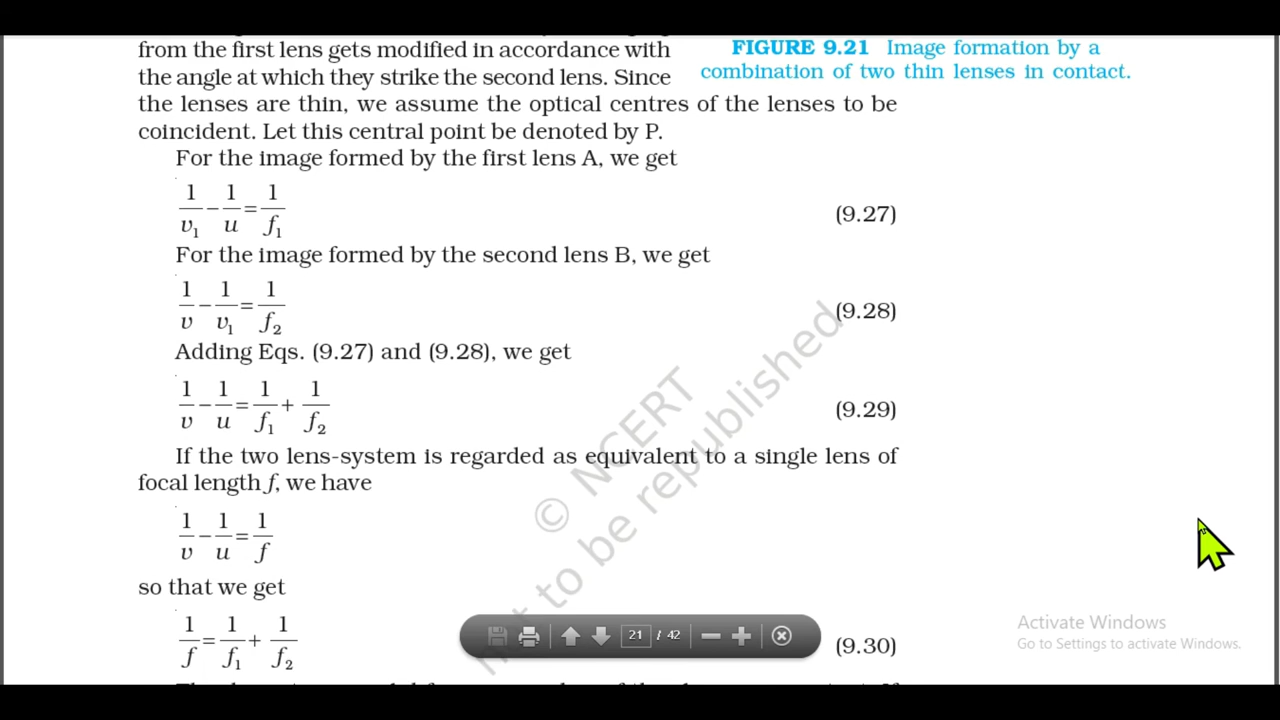 from the first lens gets modified in accordance with
the angle at which they strike the second lens. Since
the lenses are thin, we assume the optical centres of the lenses to be
coincident. Let this central point be denoted by P.
FIGURE 9.21 Image formation by a
combination of two thin lenses in contact.
For the image formed by the first lens A, we get
1/v₁ − 1/u = 1/f₁ (9.27)
For the image formed by the second lens B, we get
1/v − 1/v₁ = 1/f₂ (9.28)
Adding Eqs. (9.27) and (9.28), we get
1/v − 1/u = 1/f₁ + 1/f₂ (9.29)
If the two lens-system is regarded as equivalent to a single lens of
focal length f, we have
1/v − 1/u = 1/f
so that we get
1/f = 1/f₁ + 1/f₂ (9.30)
© NCERT
not to be republished
21 / 42
Activate Windows
Go to Settings to activate Windows.